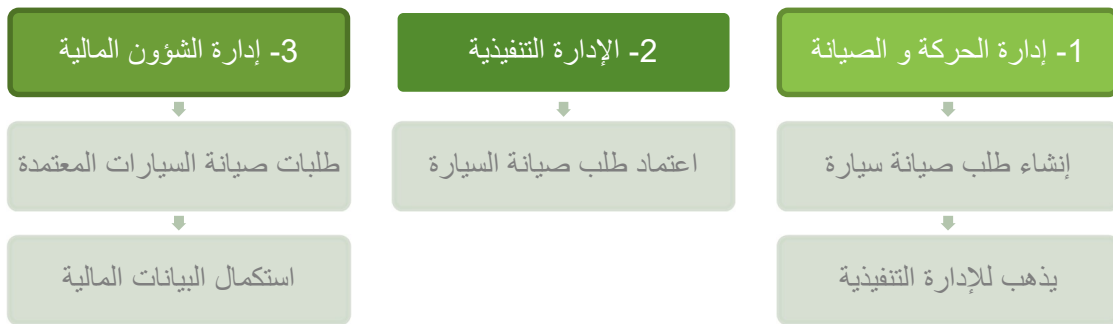 1- إدارة الحركة و الصيانة
إنشاء طلب صيانة سيارة
يذهب للإدارة التنفيذية
2- الإدارة التنفيذية
اعتماد طلب صيانة السيارة
3- إدارة الشؤون المالية
طلبات صيانة السيارات المعتمدة
استكمال البيانات المالية